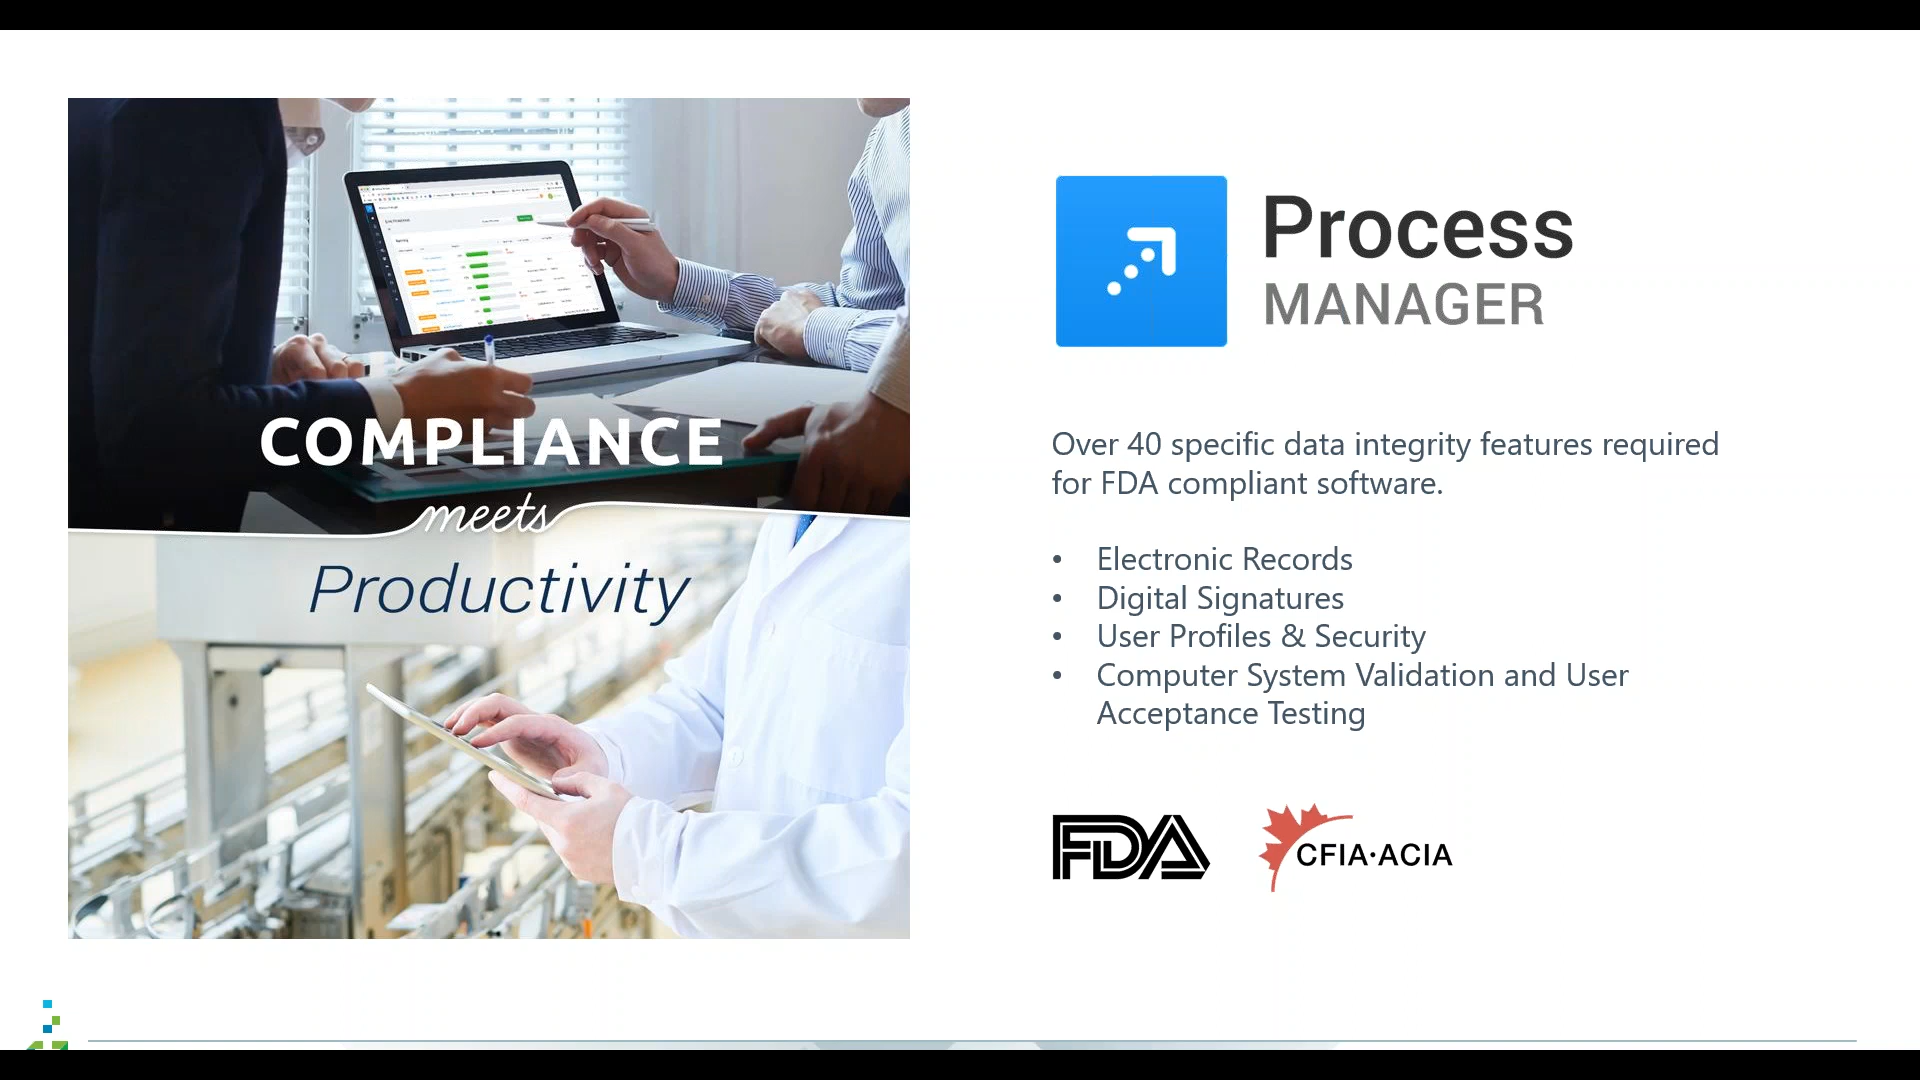 COMPLIANCE
meets
Productivity
Process
MANAGER
Over 40 specific data integrity features required
for FDA compliant software.
• Electronic Records
• Digital Signatures
• User Profiles & Security
• Computer System Validation and User
Acceptance Testing
FDA
CFIA·ACIA